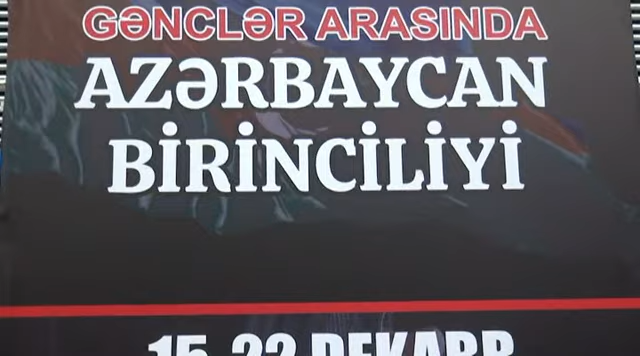 GƏNCLƏR ARASINDA
AZƏRBAYCAN
BİRİNCİLİYİ
15-22 DEKABR